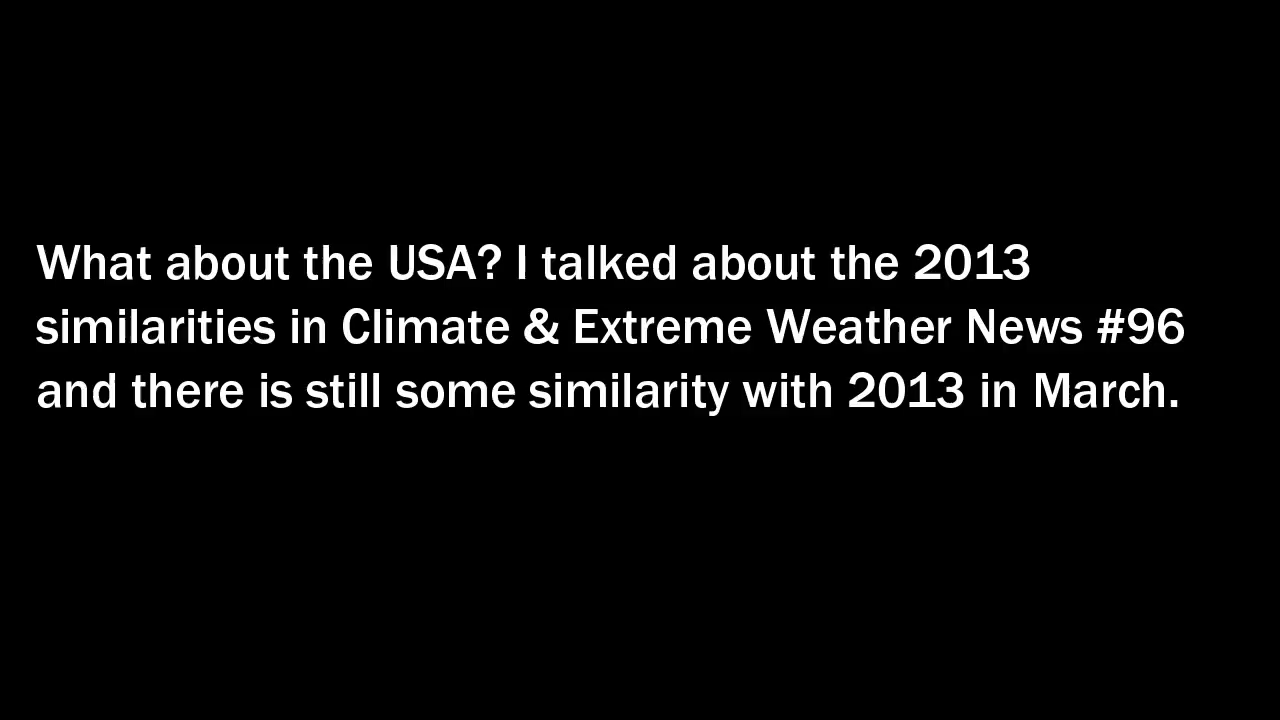 What about the USA? I talked about the 2013
similarities in Climate & Extreme Weather News #96
and there is still some similarity with 2013 in March.